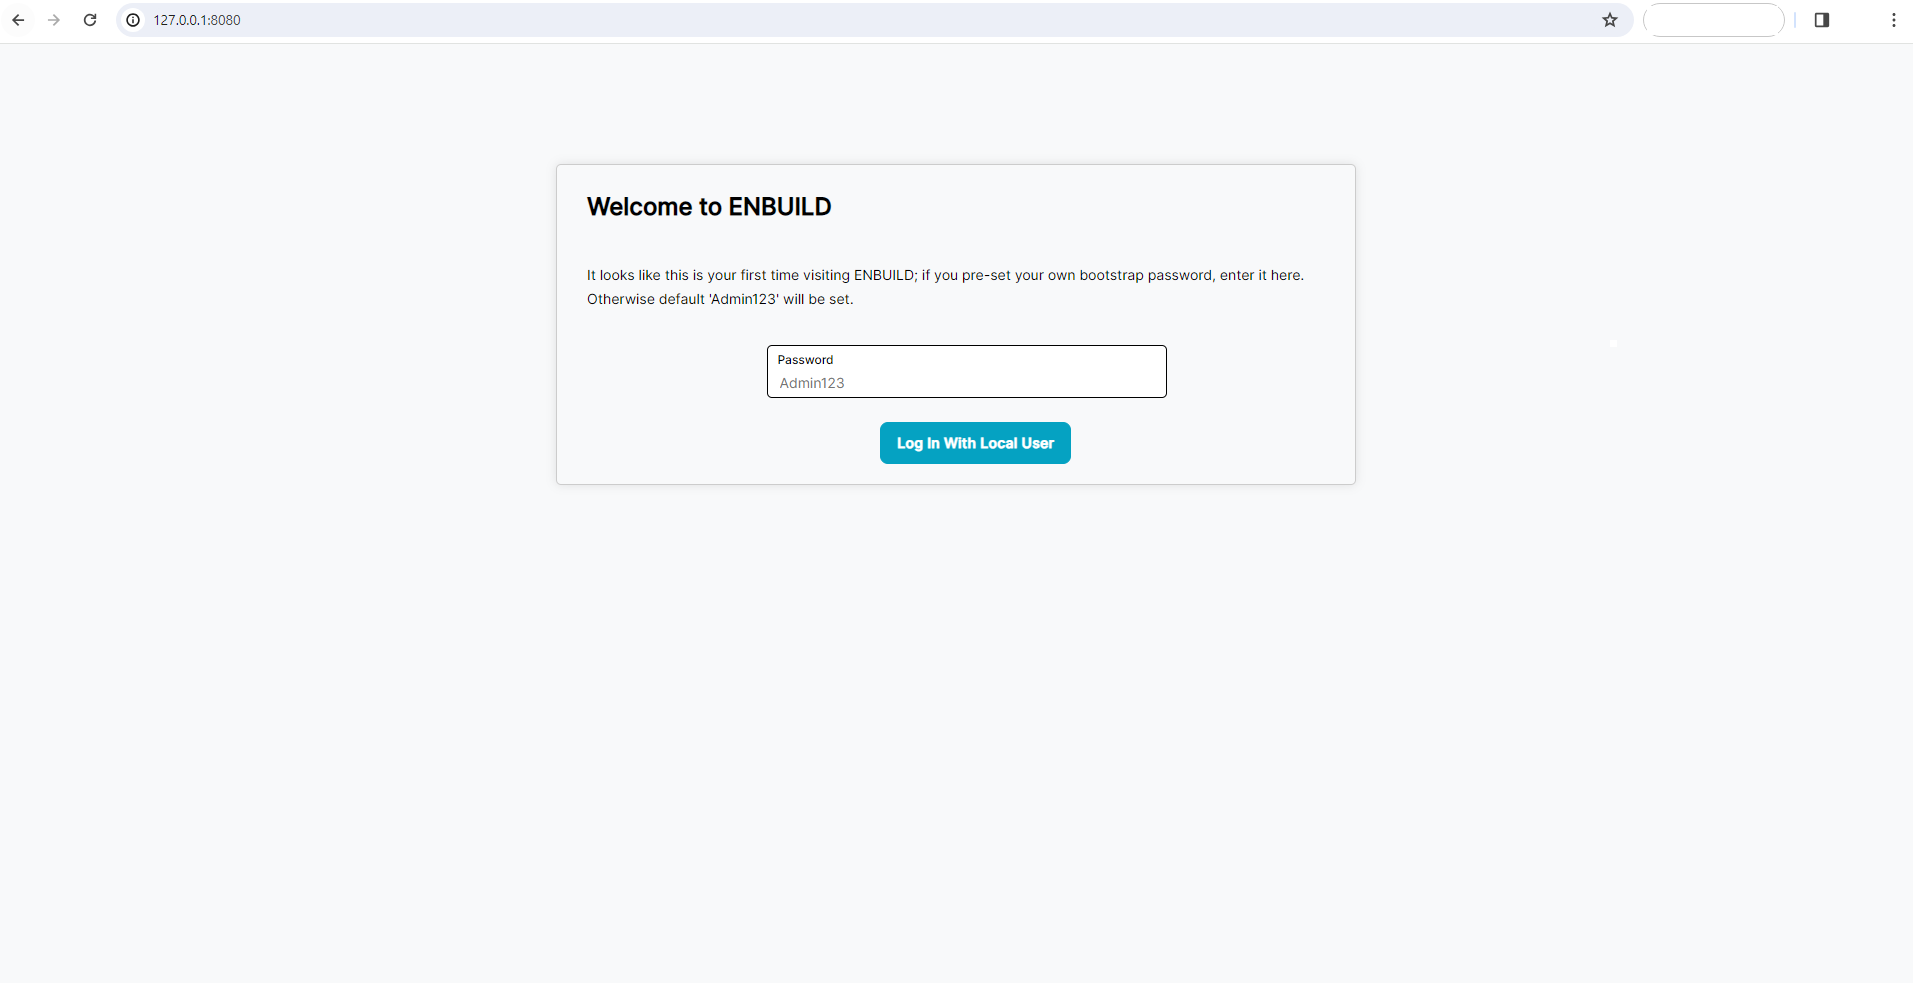 127.0.0.1:8080
Welcome to ENBUILD
It looks like this is your first time visiting ENBUILD; if you pre-set your own bootstrap password, enter it here.
Otherwise default 'Admin123' will be set.
Password
Admin123
Log In With Local User